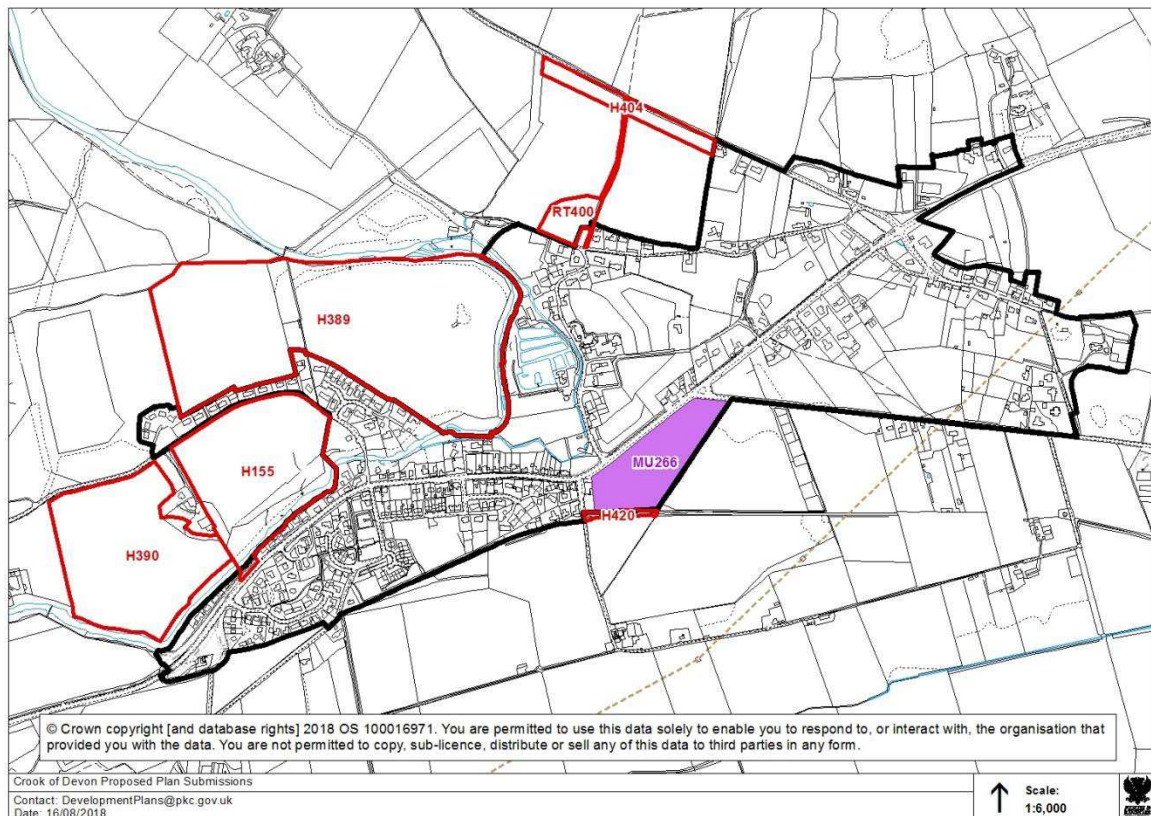 H404
RT400
H389
H155
MU266
H420
H390
© Crown copyright [and database rights] 2018 OS 100016971. You are permitted to use this data solely to enable you to respond to, or interact with, the organisation that
provided you with the data. You are not permitted to copy, sub-licence, distribute or sell any of this data to third parties in any form.
Crook of Devon Proposed Plan Submissions
Contact: DevelopmentPlans@pkc.gov.uk
Date: 16/08/2018
Scale:
1:6,000